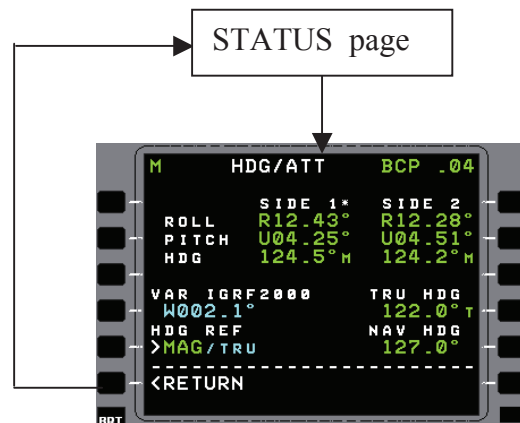 STATUS page
M HDG/ATT BCP .04
SIDE 1* SIDE 2
ROLL R12.43° R12.28°
PITCH U04.25° U04.51°
HDG 124.5°M 124.2°M
VAR IGRF2000 TRU HDG
W002.1° 122.0°T
HDG REF NAV HDG
>MAG/TRU 127.0°
--------------------------
<RETURN
BRT